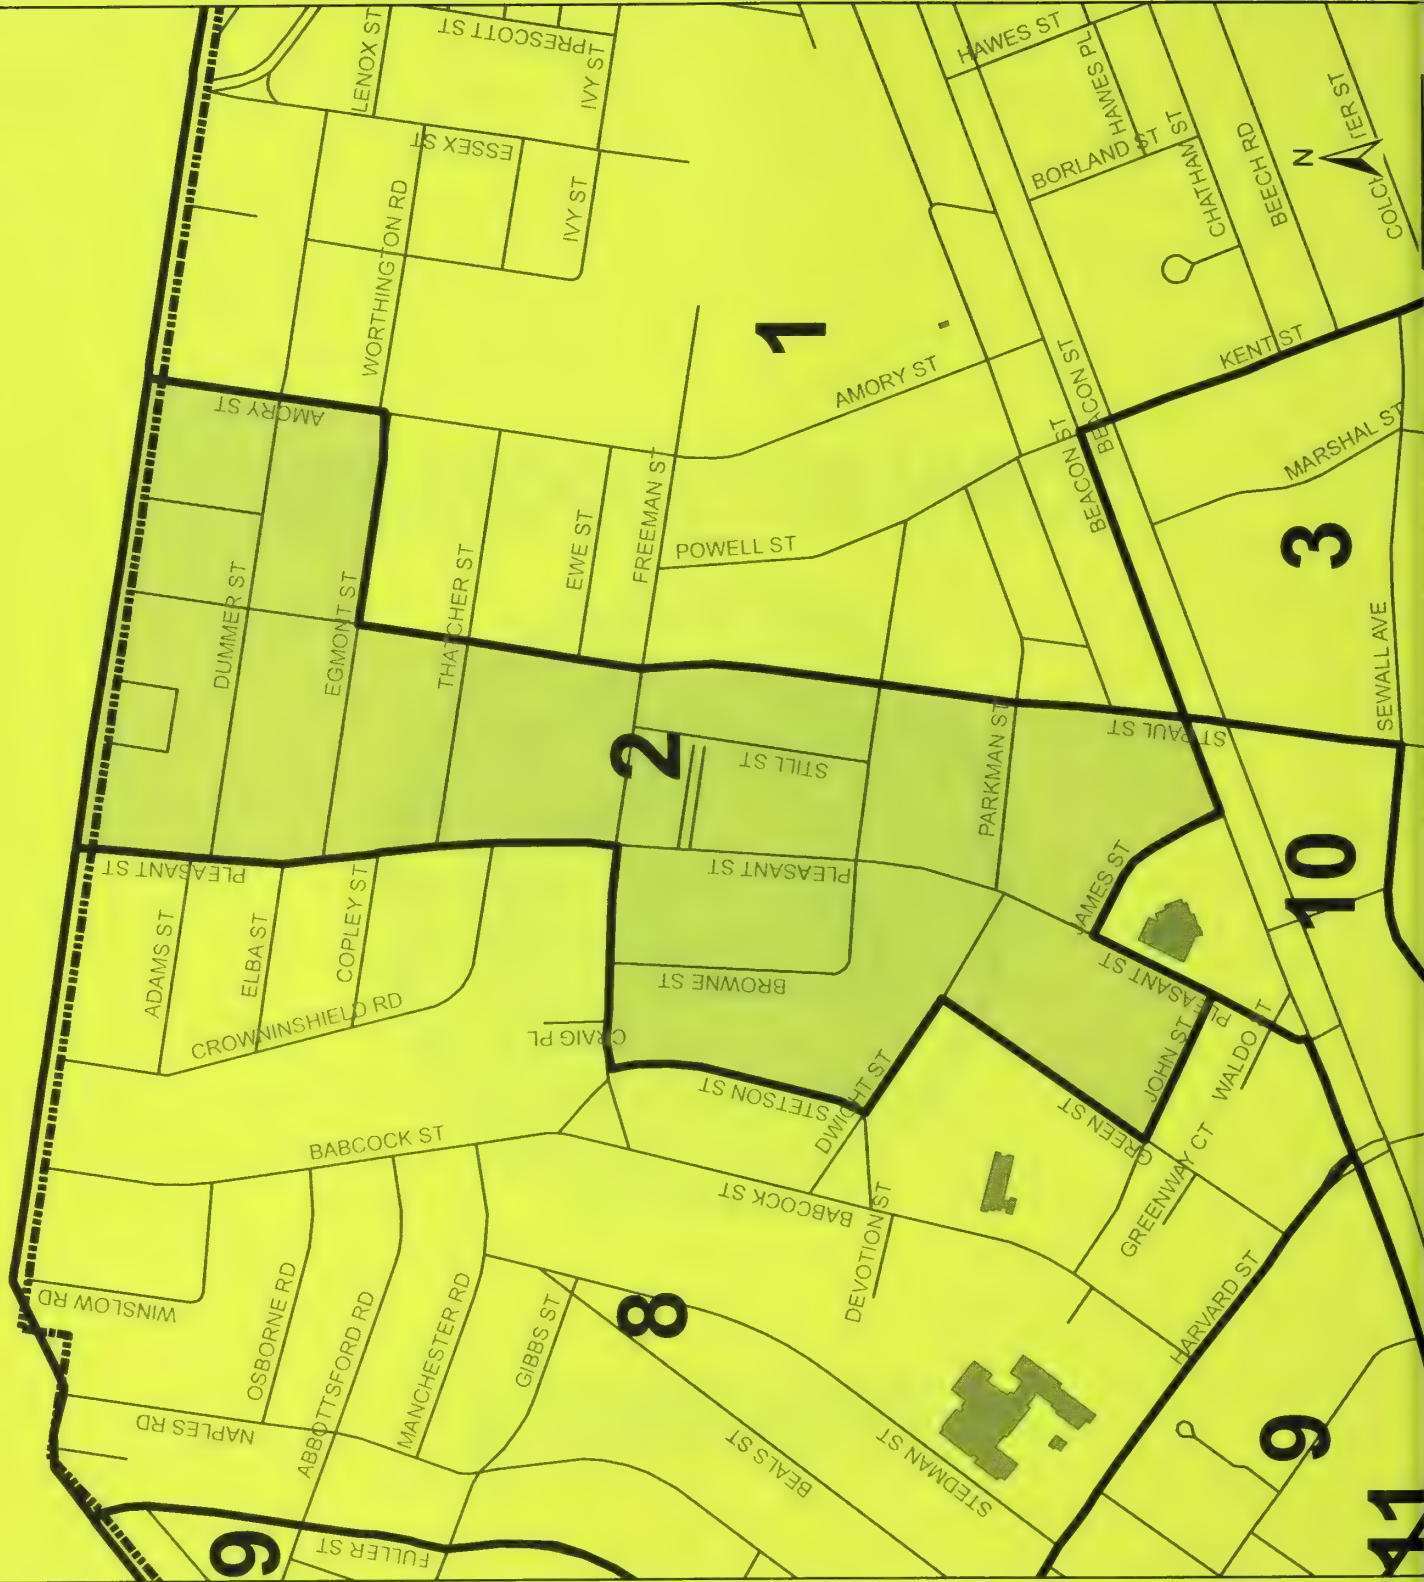 LENOX ST
PRESCOTT ST
IVY ST
ESSEX ST
IVY ST
WORTHINGTON RD
HAWES ST
HAWES PL
BORLAND ST
CHATHAM ST
BEECH RD
N
AMORY ST
1
AMORY ST
BEACON ST
BEACON ST
KENT ST
MARSHAL ST
3
SEWALL AVE
DUMMER ST
EGMONT ST
THATCHER ST
EWE ST
FREEMAN ST
POWELL ST
2
STILL ST
PARKMAN ST
ST PAUL ST
PLEASANT ST
PLEASANT ST
JAMES ST
10
ADAMS ST
ELBA ST
COPLEY ST
CROWNINSHIELD RD
CRAIG PL
BROWNE ST
PLEASANT ST
STETSON ST
DWIGHT ST
JOHN ST
WALDO ST
GREEN ST
GREENWAY CT
BABCOCK ST
BABCOCK ST
DEVOTION ST
HARVARD ST
WINSLOW RD
OSBORNE RD
ABBOTTSFORD RD
MANCHESTER RD
GIBBS ST
8
NAPLES RD
BEALS ST
STEDMAN ST
9
FULLER ST
9
11